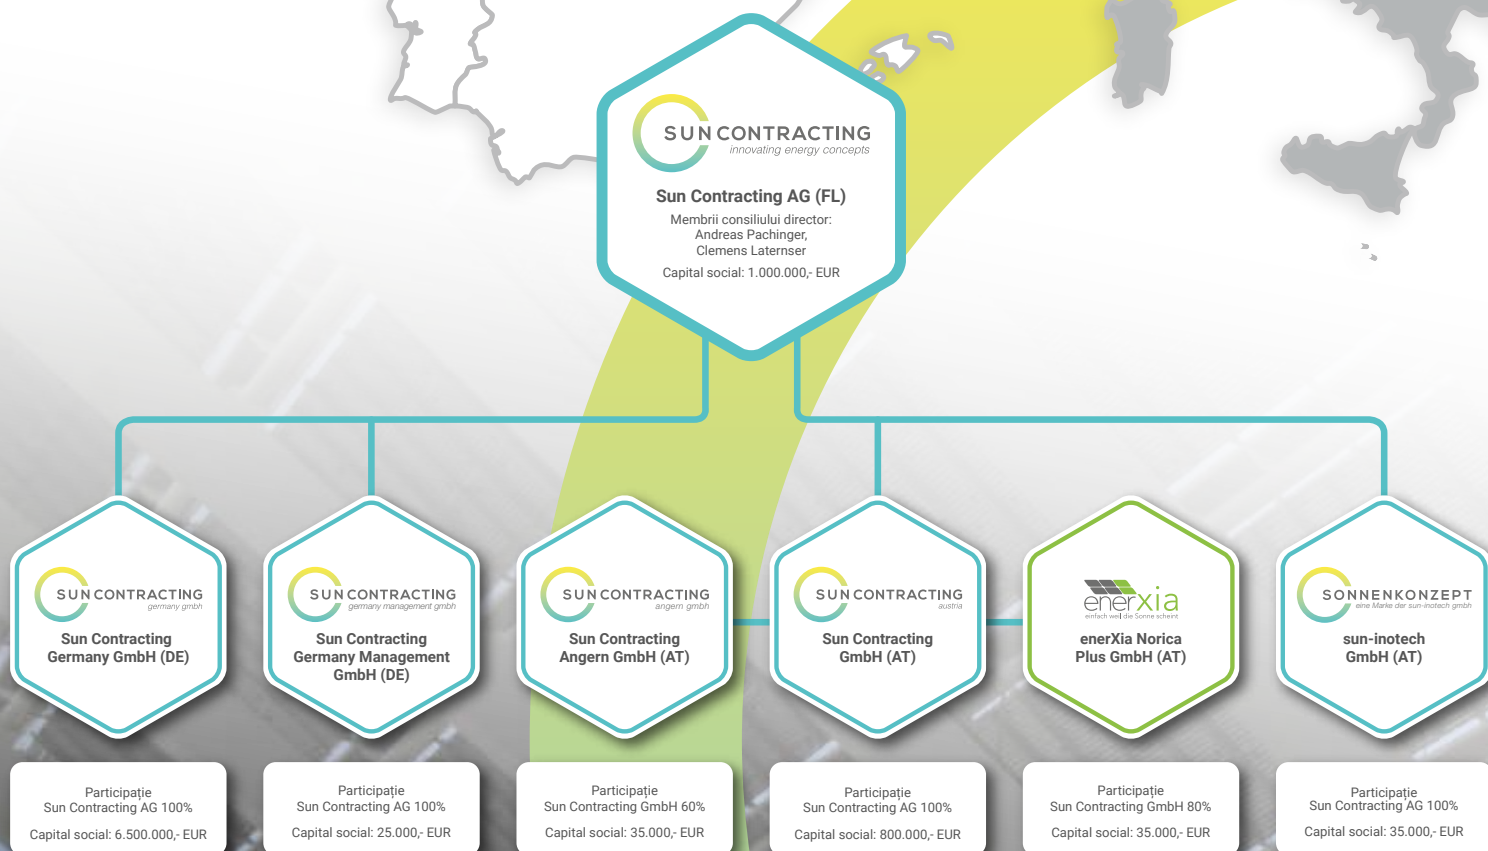 SUN CONTRACTING
innovating energy concepts
Sun Contracting AG (FL)
Membrii consiliului director:
Andreas Pachinger,
Clemens Laternser
Capital social: 1.000.000,- EUR
SUN CONTRACTING
germany gmbh
Sun Contracting
Germany GmbH (DE)
SUN CONTRACTING
germany management gmbh
Sun Contracting
Germany Management
GmbH (DE)
SUN CONTRACTING
angern gmbh
Sun Contracting
Angern GmbH (AT)
SUN CONTRACTING
austria
Sun Contracting
GmbH (AT)
enerxia
einfach weil die Sonne scheint
enerXia Norica
Plus GmbH (AT)
SONNENKONZEPT
eine Marke der sun-inotech gmbh
sun-inotech
GmbH (AT)
Participație
Sun Contracting AG 100%
Capital social: 6.500.000,- EUR
Participație
Sun Contracting AG 100%
Capital social: 25.000,- EUR
Participație
Sun Contracting GmbH 60%
Capital social: 35.000,- EUR
Participație
Sun Contracting AG 100%
Capital social: 800.000,- EUR
Participație
Sun Contracting GmbH 80%
Capital social: 35.000,- EUR
Participație
Sun Contracting AG 100%
Capital social: 35.000,- EUR